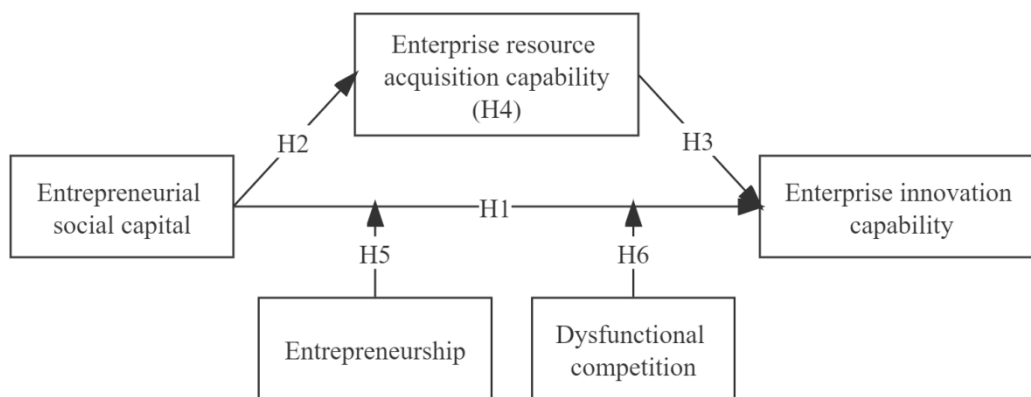 Enterprise resource
acquisition capability
(H4)
H2
H3
Entrepreneurial
social capital
H1
Enterprise innovation
capability
H5
H6
Entrepreneurship
Dysfunctional
competition